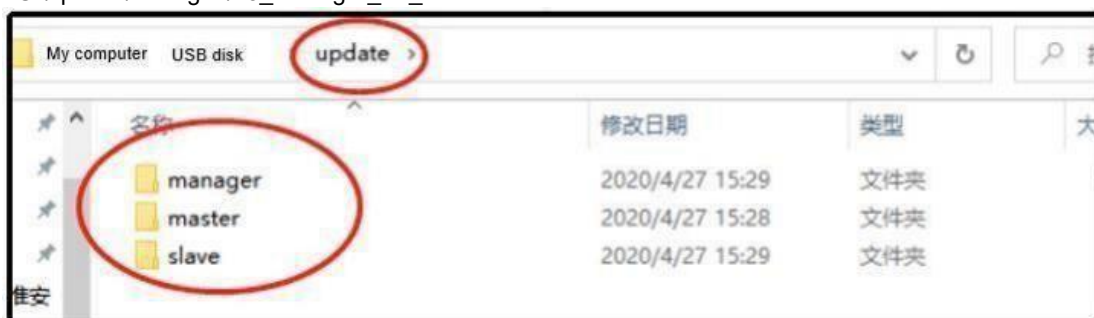 My computer USB disk update >
名称 修改日期 类型 大
manager 2020/4/27 15:29 文件夹
master 2020/4/27 15:28 文件夹
slave 2020/4/27 15:29 文件夹
淮安